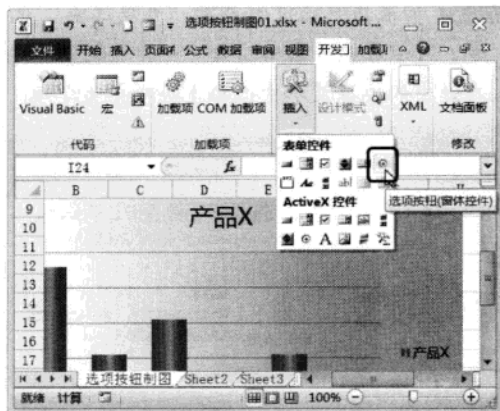 选项按钮制图01.xlsx - Microsoft ...
文件 开始 插入 页面 公式 数据 审阅 视图 开发 加载
Visual Basic 宏 加载项 COM 加载项 插入 设计模式 XML 文档面板
代码 加载项 修改
表单控件
I24 fx
选项按钮(窗体控件)
ActiveX 控件
B C D E
9
10
11
12
13
14
15
16
17
产品X
产品X
选项按钮制图 Sheet2 Sheet3
就绪 计算 100%